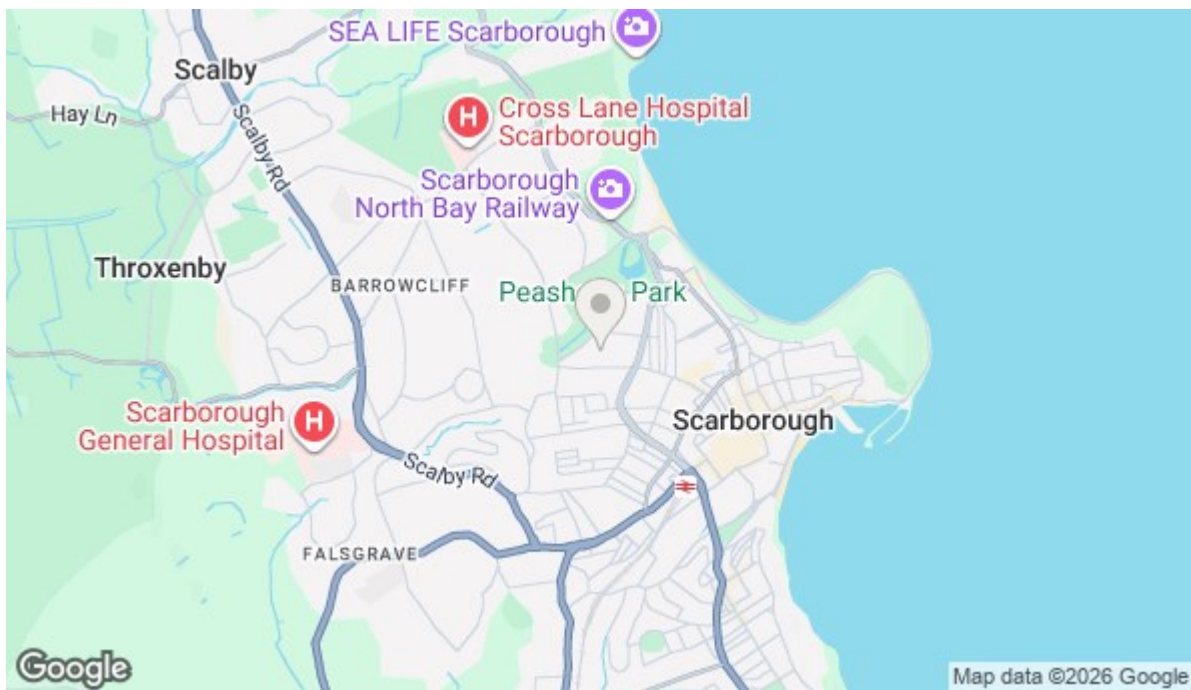 SEA LIFE Scarborough
Scalby
Hay Ln
Cross Lane Hospital
Scarborough
Scalby Rd
Scarborough
North Bay Railway
Throxenby
BARROWCLIFF
Peash Park
Scarborough
General Hospital
Scarborough
Scalby Rd
FALSGRAVE
Google
Map data ©2026 Google